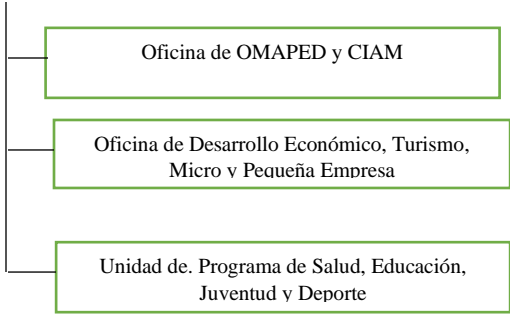 Oficina de OMAPED y CIAM
Oficina de Desarrollo Económico, Turismo,
Micro y Pequeña Empresa
Unidad de. Programa de Salud, Educación,
Juventud y Deporte